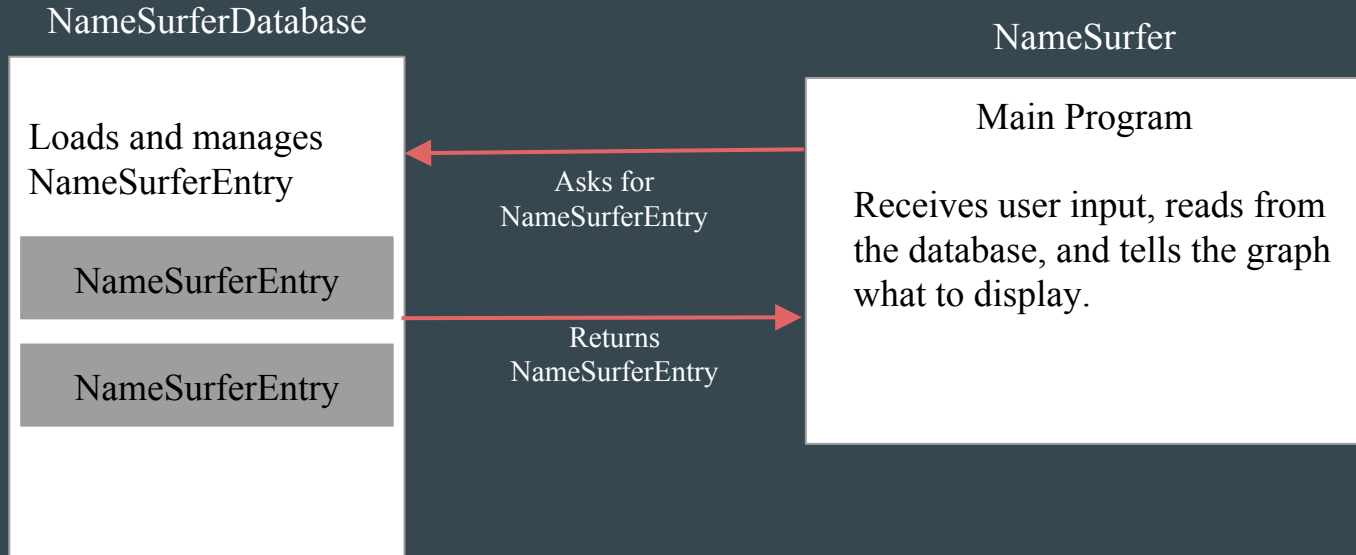 NameSurferDatabase
Loads and manages
NameSurferEntry
NameSurferEntry
NameSurferEntry
Asks for
NameSurferEntry
Returns
NameSurferEntry
NameSurfer
Main Program
Receives user input, reads from
the database, and tells the graph
what to display.